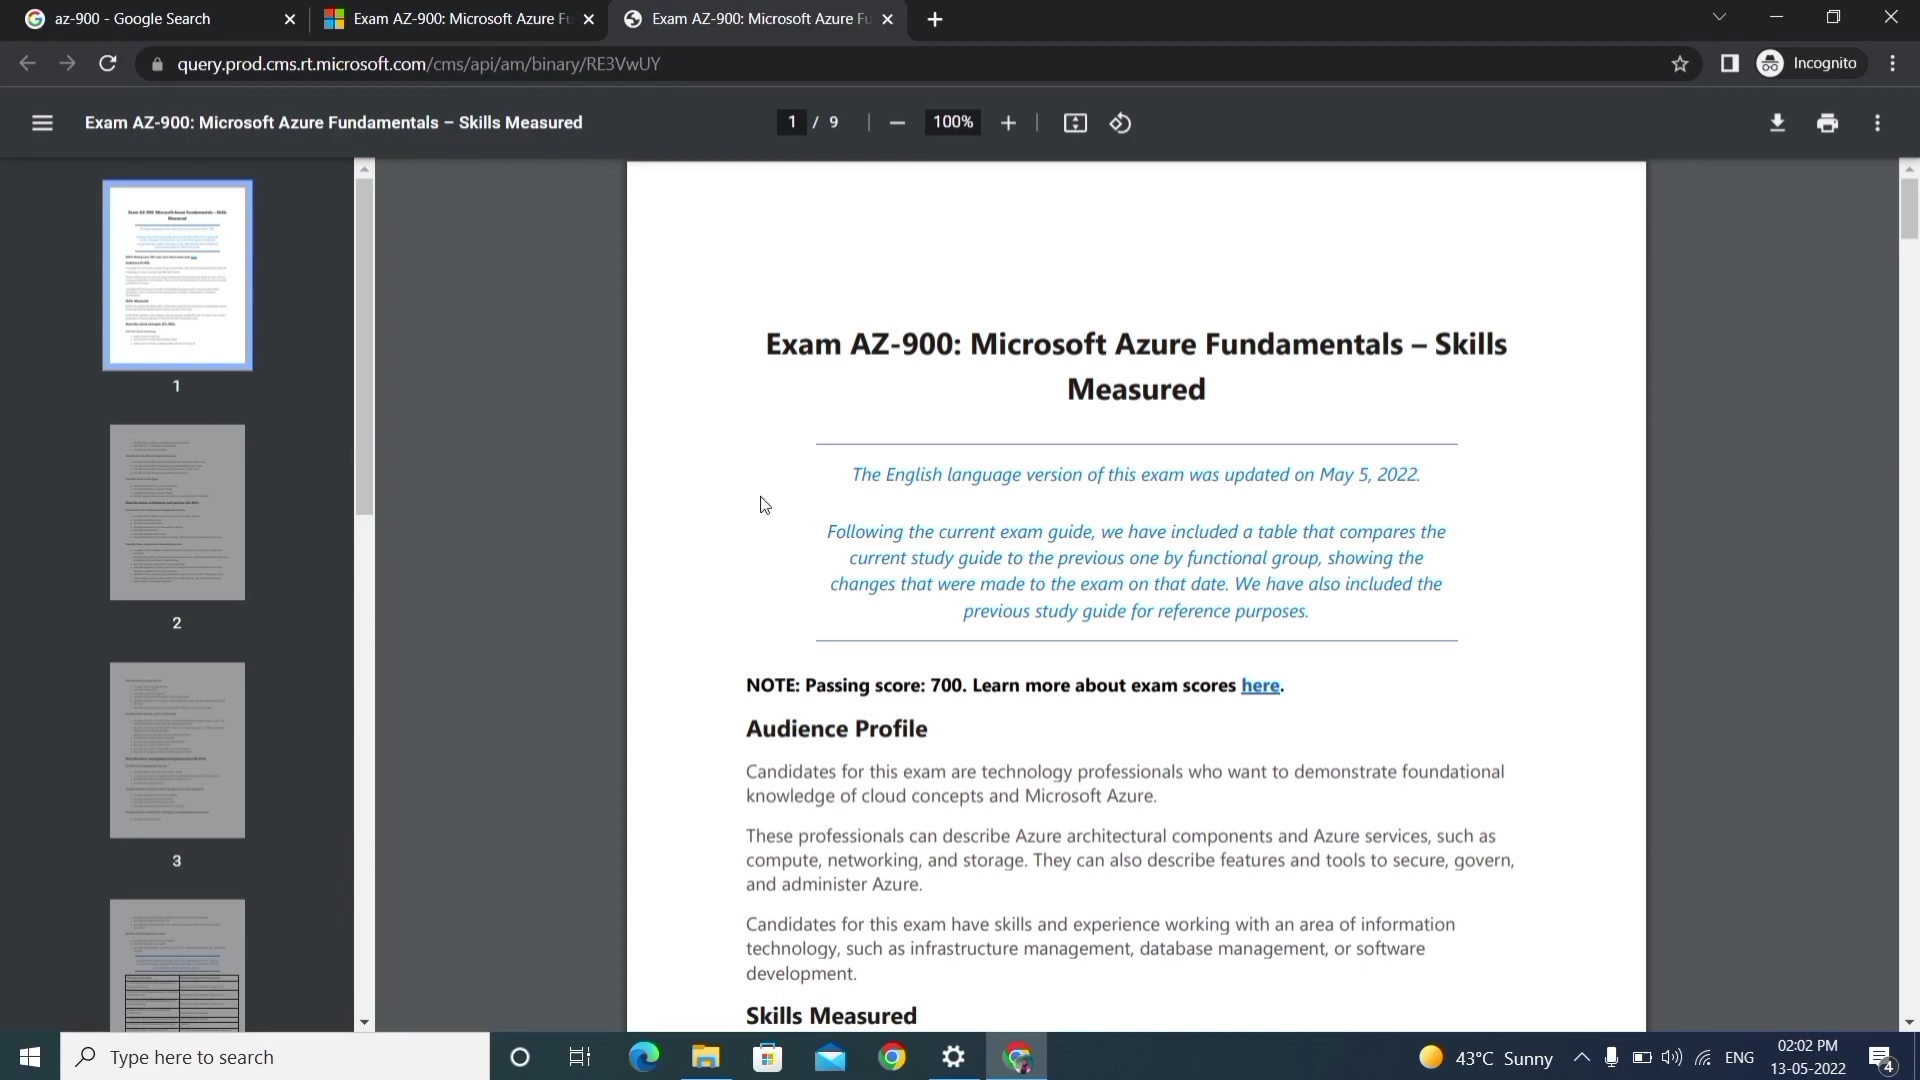 az-900 - Google Search
Exam AZ-900: Microsoft Azure Fu
Exam AZ-900: Microsoft Azure Fu
query.prod.cms.rt.microsoft.com/cms/api/am/binary/RE3VwUY
Incognito
Exam AZ-900: Microsoft Azure Fundamentals – Skills Measured
1 / 9
100%
1
2
3
Exam AZ-900: Microsoft Azure Fundamentals – Skills
Measured
The English language version of this exam was updated on May 5, 2022.
Following the current exam guide, we have included a table that compares the
current study guide to the previous one by functional group, showing the
changes that were made to the exam on that date. We have also included the
previous study guide for reference purposes.
NOTE: Passing score: 700. Learn more about exam scores here.
Audience Profile
Candidates for this exam are technology professionals who want to demonstrate foundational
knowledge of cloud concepts and Microsoft Azure.
These professionals can describe Azure architectural components and Azure services, such as
compute, networking, and storage. They can also describe features and tools to secure, govern,
and administer Azure.
Candidates for this exam have skills and experience working with an area of information
technology, such as infrastructure management, database management, or software
development.
Skills Measured
Type here to search
43°C Sunny
ENG
02:02 PM
13-05-2022
4